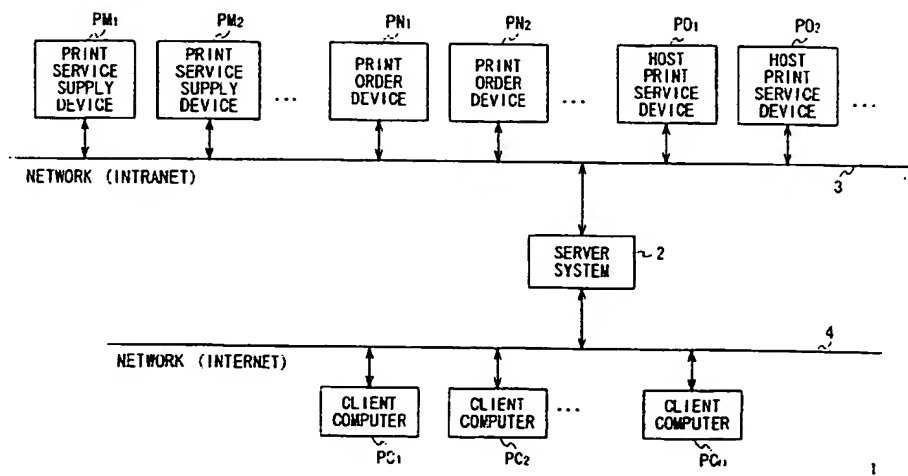 PM1 PM2 PN1 PN2 PO1 PO2
PRINT SERVICE SUPPLY DEVICE
PRINT SERVICE SUPPLY DEVICE
...
PRINT ORDER DEVICE
PRINT ORDER DEVICE
...
HOST PRINT SERVICE DEVICE
HOST PRINT SERVICE DEVICE
...
NETWORK (INTRANET)
3
SERVER SYSTEM
2
4
NETWORK (INTERNET)
CLIENT COMPUTER
CLIENT COMPUTER
...
CLIENT COMPUTER
PC1 PC2 PCn
1